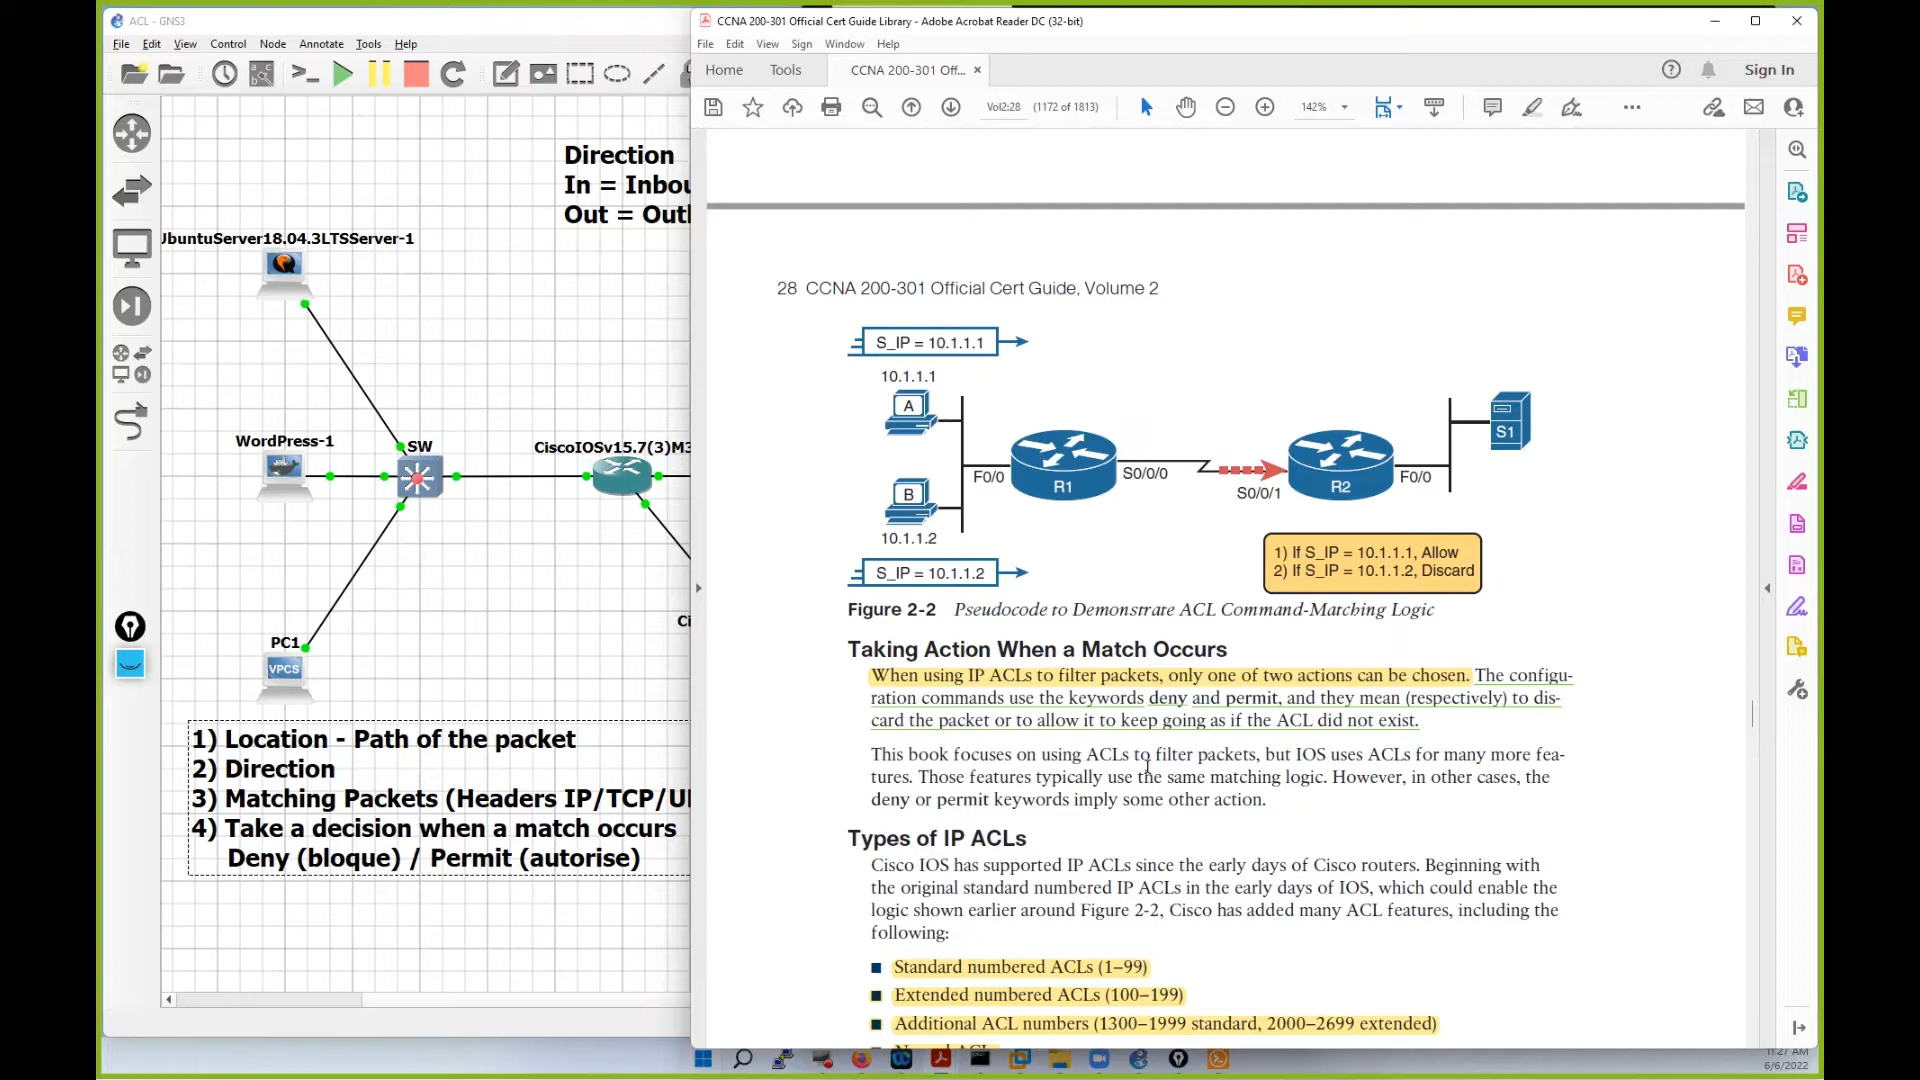 ACL - GNS3
File Edit View Control Node Annotate Tools Help
Direction
In = Inbou
Out = Outl
UbuntuServer18.04.3LTSServer-1
WordPress-1
SW
CiscoIOSv15.7(3)M3
PC1
VPCS
Ci
1) Location - Path of the packet
2) Direction
3) Matching Packets (Headers IP/TCP/U
4) Take a decision when a match occurs
Deny (bloque) / Permit (autorise)
CCNA 200-301 Official Cert Guide Library - Adobe Acrobat Reader DC (32-bit)
File Edit View Sign Window Help
Home Tools CCNA 200-301 Off... × Sign In
Vol2:28 (1172 of 1813) 142%
28 CCNA 200-301 Official Cert Guide, Volume 2
S_IP = 10.1.1.1
10.1.1.1
A
B
10.1.1.2
S_IP = 10.1.1.2
F0/0
R1
S0/0/0
S0/0/1
R2
F0/0
S1
1) If S_IP = 10.1.1.1, Allow
2) If S_IP = 10.1.1.2, Discard
Figure 2-2 Pseudocode to Demonstrate ACL Command-Matching Logic
Taking Action When a Match Occurs
When using IP ACLs to filter packets, only one of two actions can be chosen. The configu-
ration commands use the keywords deny and permit, and they mean (respectively) to dis-
card the packet or to allow it to keep going as if the ACL did not exist.
This book focuses on using ACLs to filter packets, but IOS uses ACLs for many more fea-
tures. Those features typically use the same matching logic. However, in other cases, the
deny or permit keywords imply some other action.
Types of IP ACLs
Cisco IOS has supported IP ACLs since the early days of Cisco routers. Beginning with
the original standard numbered IP ACLs in the early days of IOS, which could enable the
logic shown earlier around Figure 2-2, Cisco has added many ACL features, including the
following:
■ Standard numbered ACLs (1–99)
■ Extended numbered ACLs (100–199)
■ Additional ACL numbers (1300–1999 standard, 2000–2699 extended)
11:27 AM
6/6/2022